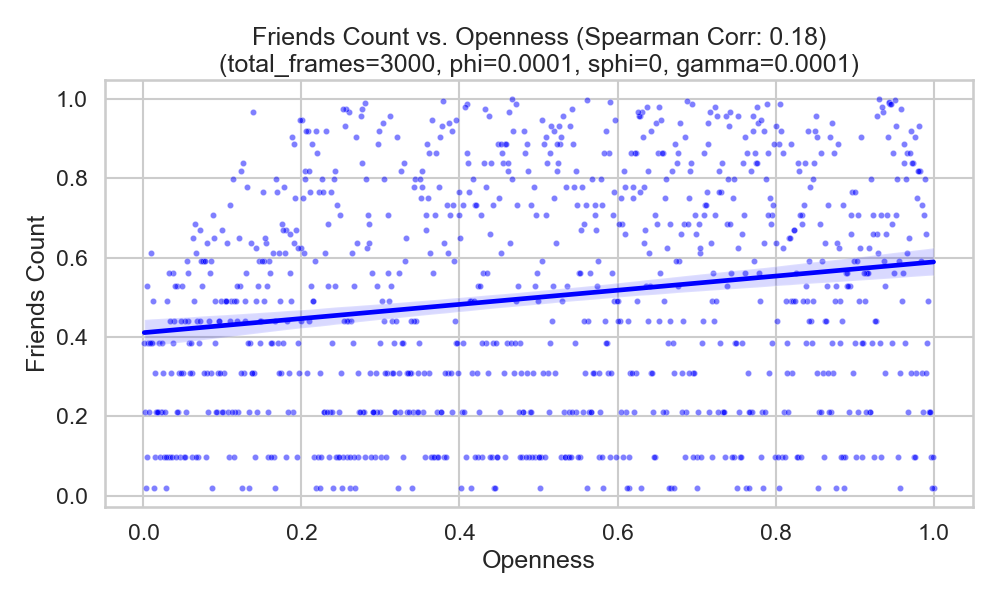 Friends Count vs. Openness (Spearman Corr: 0.18)
(total_frames=3000, phi=0.0001, sphi=0, gamma=0.0001)
1.0
0.8
0.6
0.4
0.2
0.0
Friends Count
0.0 0.2 0.4 0.6 0.8 1.0
Openness